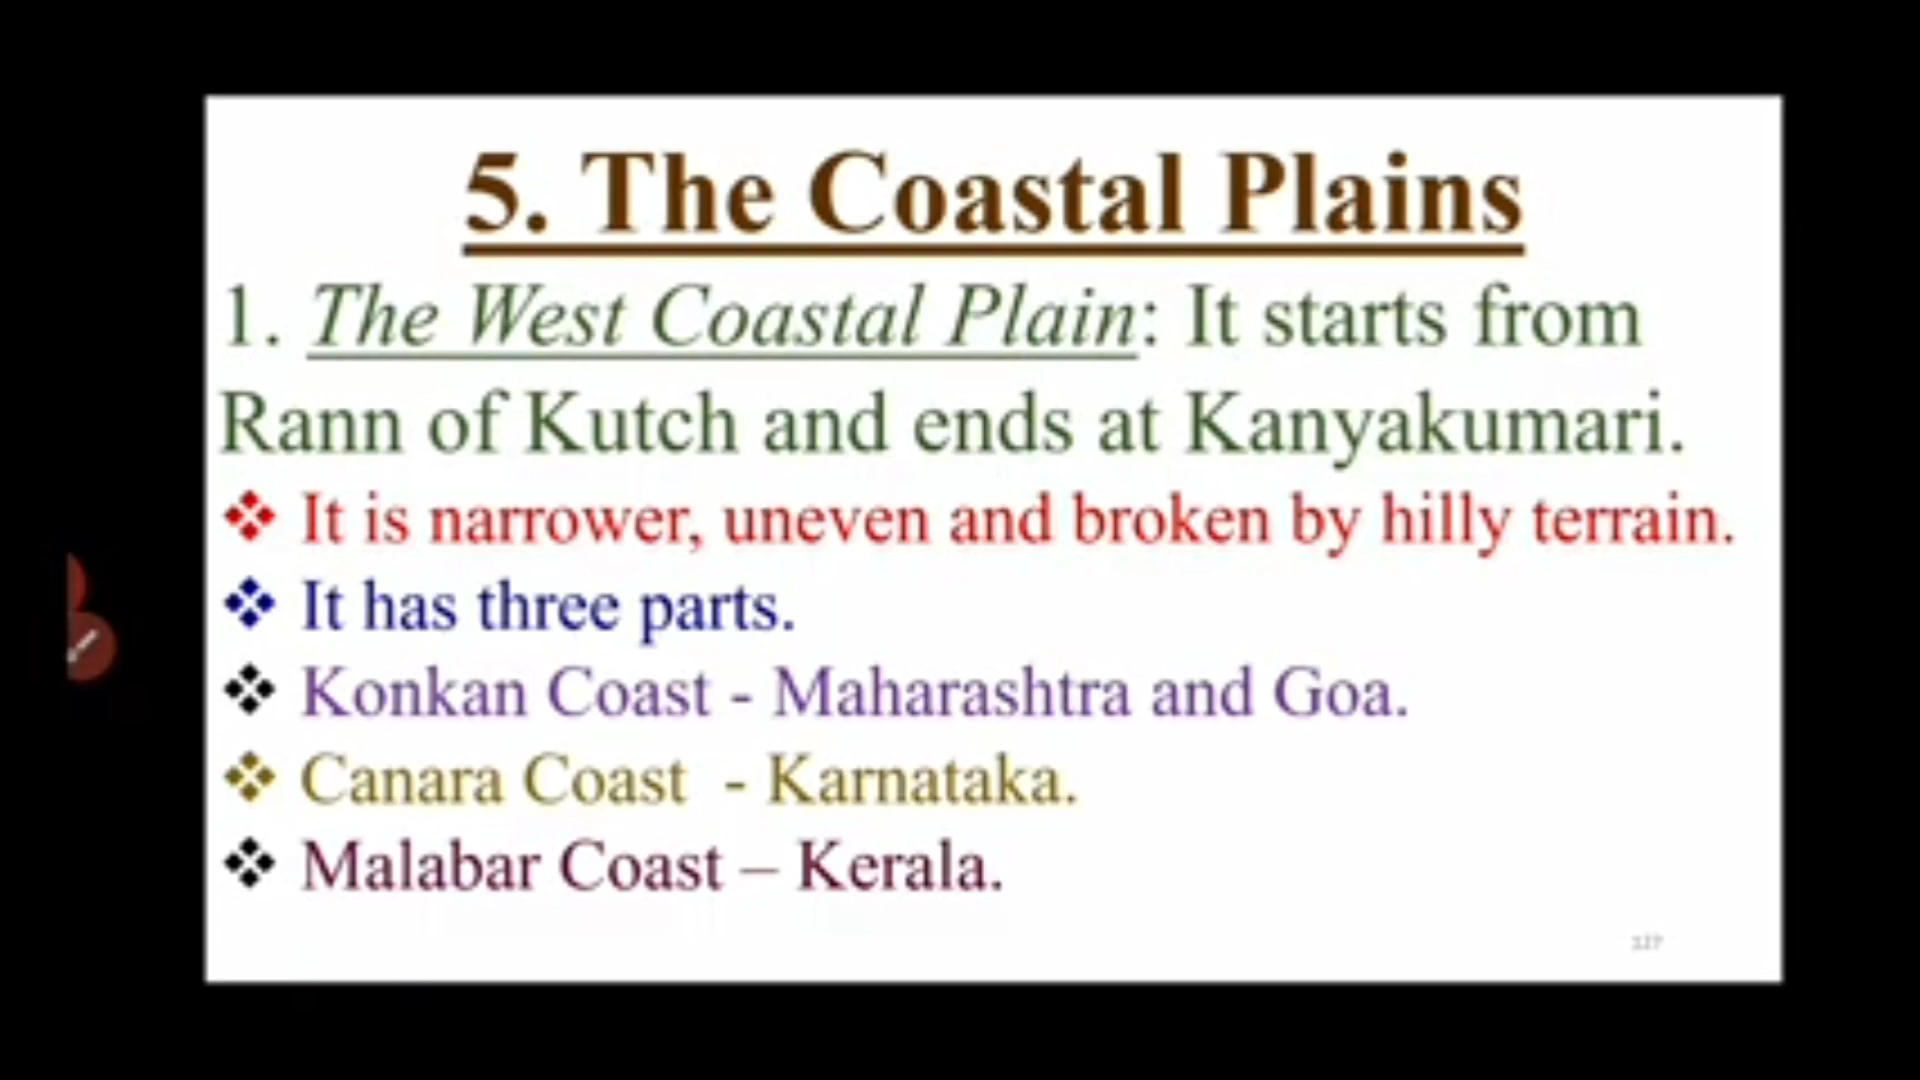 5. The Coastal Plains
1. The West Coastal Plain: It starts from
Rann of Kutch and ends at Kanyakumari.
❖ It is narrower, uneven and broken by hilly terrain.
❖ It has three parts.
❖ Konkan Coast - Maharashtra and Goa.
❖ Canara Coast - Karnataka.
❖ Malabar Coast – Kerala.